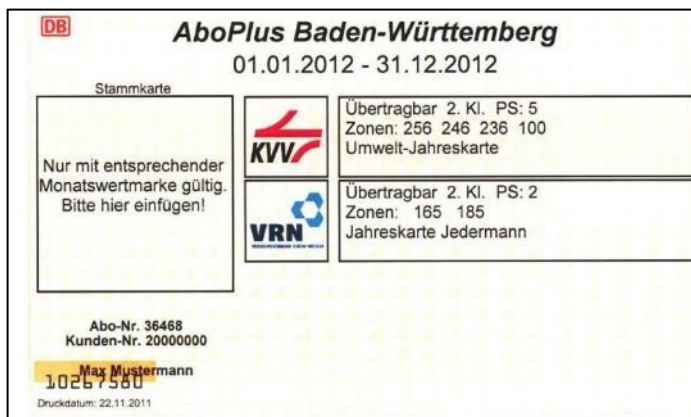 DB
AboPlus Baden-Württemberg
01.01.2012 - 31.12.2012
Stammkarte
Nur mit entsprechender
Monatswertmarke gültig.
Bitte hier einfügen!
KVV
Übertragbar 2. Kl. PS: 5
Zonen: 256 246 236 100
Umwelt-Jahreskarte
VRN
Übertragbar 2. Kl. PS: 2
Zonen: 165 185
Jahreskarte Jedermann
Abo-Nr. 36468
Kunden-Nr. 20000000
Max Mustermann
10267580
Druckdatum: 22.11.2011